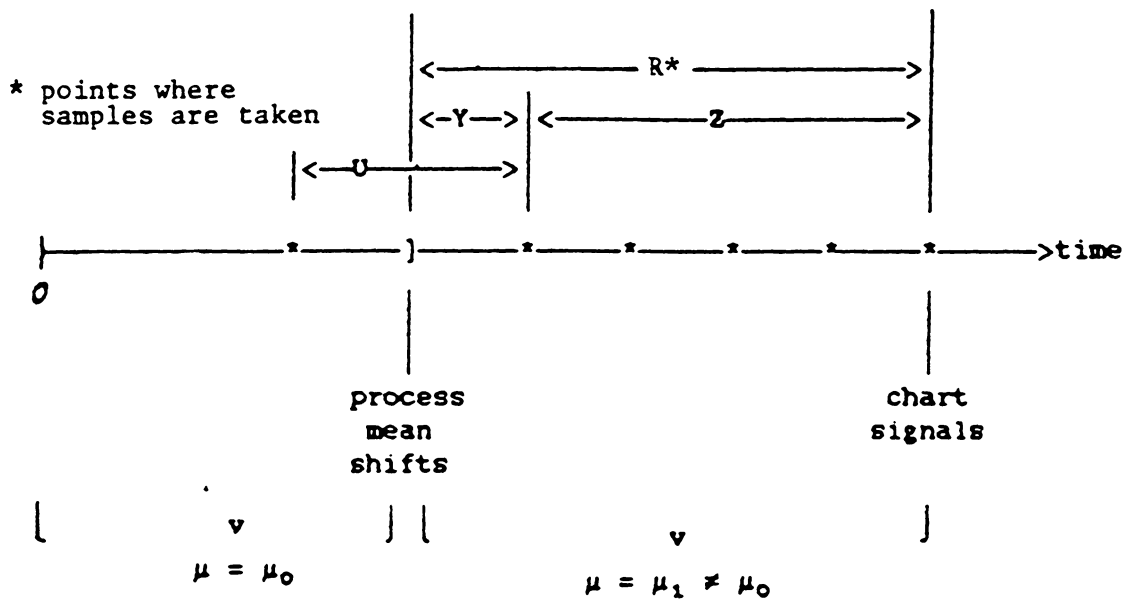 R*
* points where
samples are taken
Y
Z
U
* ] * * * * * time
0
process
mean
shifts
chart
signals
v
v
μ = μ₀
μ = μ₁ ≠ μ₀